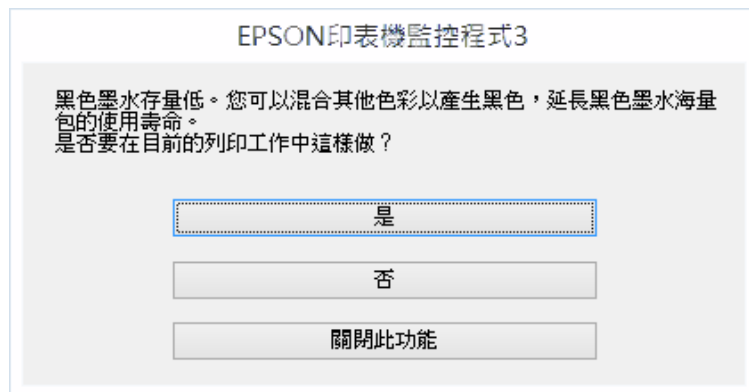 EPSON印表機監控程式3
黑色墨水存量低。您可以混合其他色彩以產生黑色，延長黑色墨水海量
包的使用壽命。
是否要在目前的列印工作中這樣做？
是
否
關閉此功能